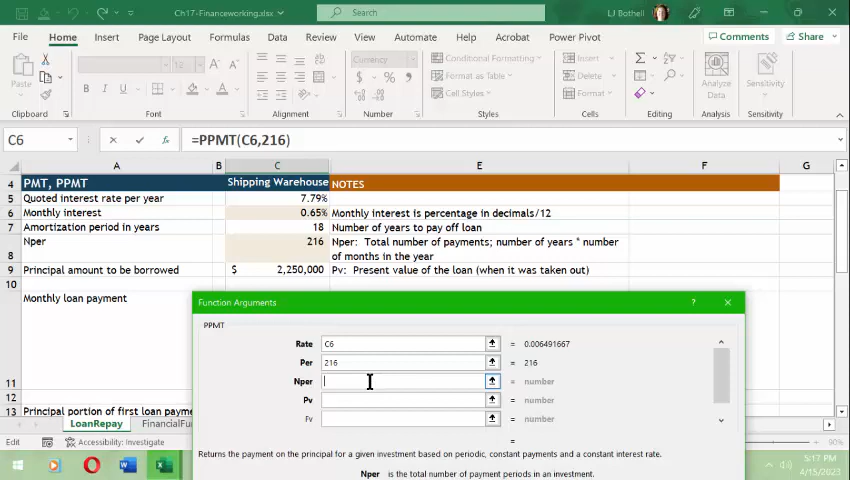 Ch17-Financeworking.xlsx
Search
LJ Bothell
File
Home
Insert
Page Layout
Formulas
Data
Review
View
Automate
Help
Acrobat
Power Pivot
Comments
Share
Paste
12
Currency
Conditional Formatting
Format as Table
Cell Styles
Insert
Delete
Format
Analyze
Data
Sensitivity
Clipboard
Font
Alignment
Number
Styles
Cells
Editing
Analysis
Sensitivity
C6
=PPMT(C6,216)
A B C E F G
4 PMT, PPMT Shipping Warehouse NOTES
5 Quoted interest rate per year 7.79%
6 Monthly interest 0.65% Monthly interest is percentage in decimals/12
7 Amortization period in years 18 Number of years to pay off loan
Nper 216 Nper: Total number of payments; number of years * number
8 of months in the year
9 Principal amount to be borrowed $ 2,250,000 Pv: Present value of the loan (when it was taken out)
10
Monthly loan payment
Function Arguments ?
PPMT
Rate C6 = 0.006491667
Per 216 = 216
11
Nper = number
12
Pv = number
13 Principal portion of first loan payme
Fv = number
LoanRepay
=
Edit
Accessibility: Investigate
90%
Returns the payment on the principal for a given investment based on periodic, constant payments and a constant interest rate.
Nper is the total number of payment periods in an investment.
5:17 PM
4/15/2023